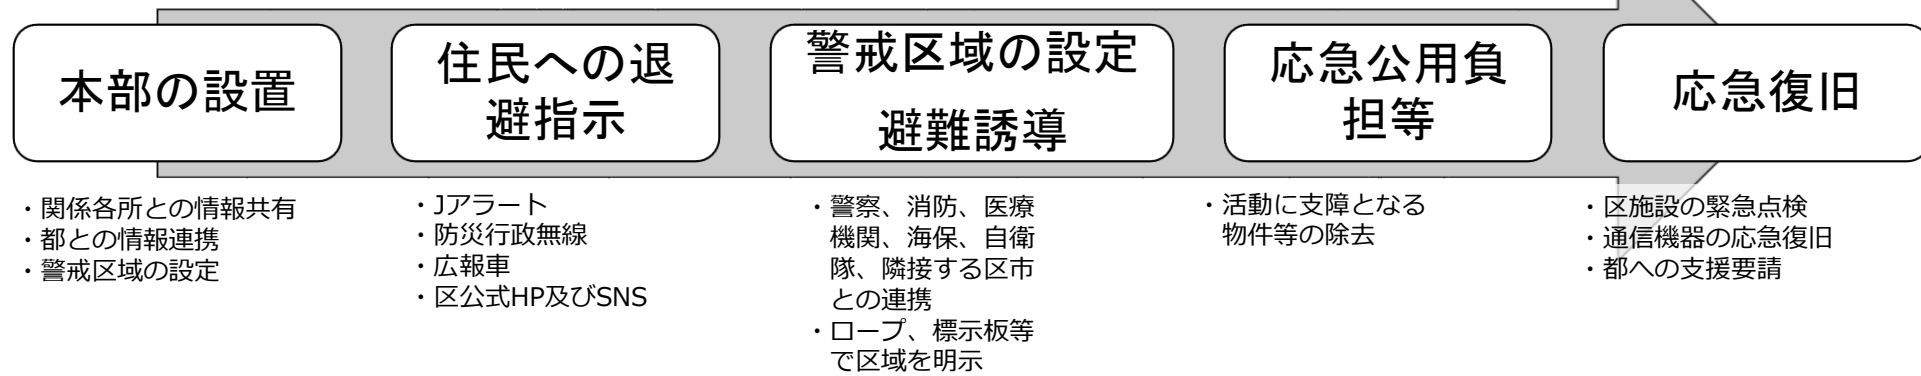 本部の設置
・関係各所との情報共有
・都との情報連携
・警戒区域の設定
住民への退
避指示
・Jアラート
・防災行政無線
・広報車
・区公式HP及びSNS
警戒区域の設定
避難誘導
・警察、消防、医療
機関、海保、自衛
隊、隣接する区市
との連携
・ロープ、標示板等
で区域を明示
応急公用負
担等
・活動に支障となる
物件等の除去
応急復旧
・区施設の緊急点検
・通信機器の応急復旧
・都への支援要請